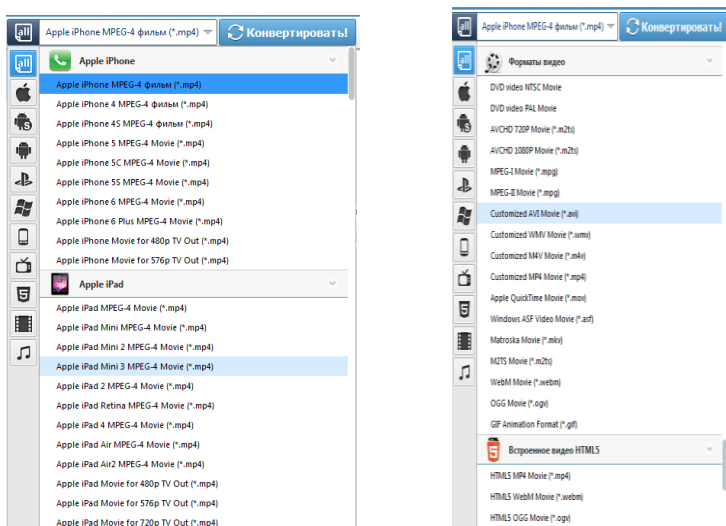 Apple iPhone MPEG-4 фильм (*.mp4)
Конвертировать!
Apple iPhone
Apple iPhone MPEG-4 фильм (*.mp4)
Apple iPhone 4 MPEG-4 фильм (*.mp4)
Apple iPhone 4S MPEG-4 фильм (*.mp4)
Apple iPhone 5 MPEG-4 Movie (*.mp4)
Apple iPhone 5C MPEG-4 Movie (*.mp4)
Apple iPhone 5S MPEG-4 Movie (*.mp4)
Apple iPhone 6 MPEG-4 Movie (*.mp4)
Apple iPhone 6 Plus MPEG-4 Movie (*.mp4)
Apple iPhone Movie for 480p TV Out (*.mp4)
Apple iPhone Movie for 576p TV Out (*.mp4)
Apple iPad
Apple iPad MPEG-4 Movie (*.mp4)
Apple iPad Mini MPEG-4 Movie (*.mp4)
Apple iPad Mini 2 MPEG-4 Movie (*.mp4)
Apple iPad Mini 3 MPEG-4 Movie (*.mp4)
Apple iPad 2 MPEG-4 Movie (*.mp4)
Apple iPad Retina MPEG-4 Movie (*.mp4)
Apple iPad 4 MPEG-4 Movie (*.mp4)
Apple iPad Air MPEG-4 Movie (*.mp4)
Apple iPad Air2 MPEG-4 Movie (*.mp4)
Apple iPad Movie for 480p TV Out (*.mp4)
Apple iPad Movie for 576p TV Out (*.mp4)
Apple iPad Movie for 720p TV Out (*.mp4)
Apple iPhone MPEG-4 фильм (*.mp4)
Конвертировать!
Форматы видео
DVD video NTSC Movie
DVD video PAL Movie
AVCHD 720P Movie (*.m2ts)
AVCHD 1080P Movie (*.m2ts)
MPEG-I Movie (*.mpg)
MPEG-II Movie (*.mpg)
Customized AVI Movie (*.avi)
Customized WMV Movie (*.wmv)
Customized M4V Movie (*.m4v)
Customized MP4 Movie (*.mp4)
Apple QuickTime Movie (*.mov)
Windows ASF Video Movie (*.asf)
Matroska Movie (*.mkv)
M2TS Movie (*.m2ts)
WebM Movie (*.webm)
OGG Movie (*.ogv)
GIF Animation Format (*.gif)
Встроенное видео HTML5
HTML5 MP4 Movie (*.mp4)
HTML5 WebM Movie (*.webm)
HTML5 OGG Movie (*.ogv)